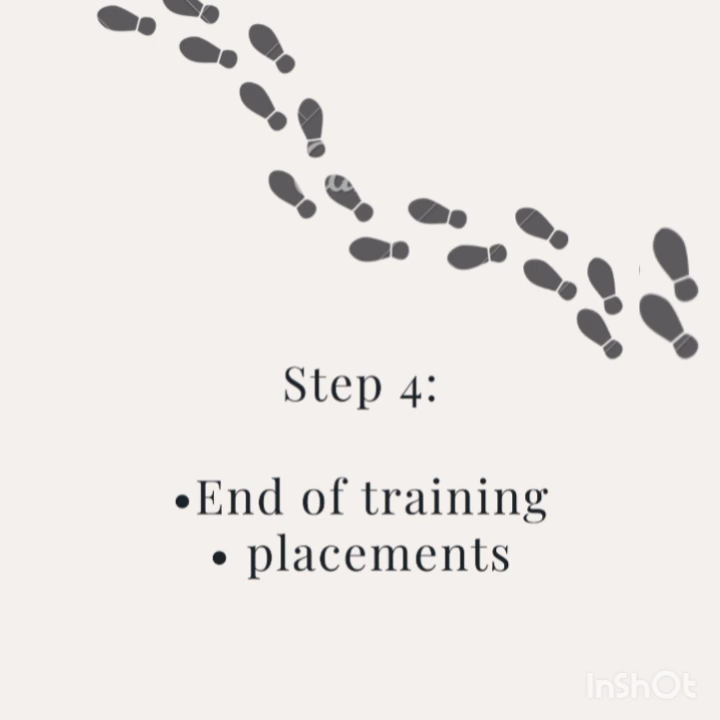 Step 4:
•End of training
• placements
InShOt